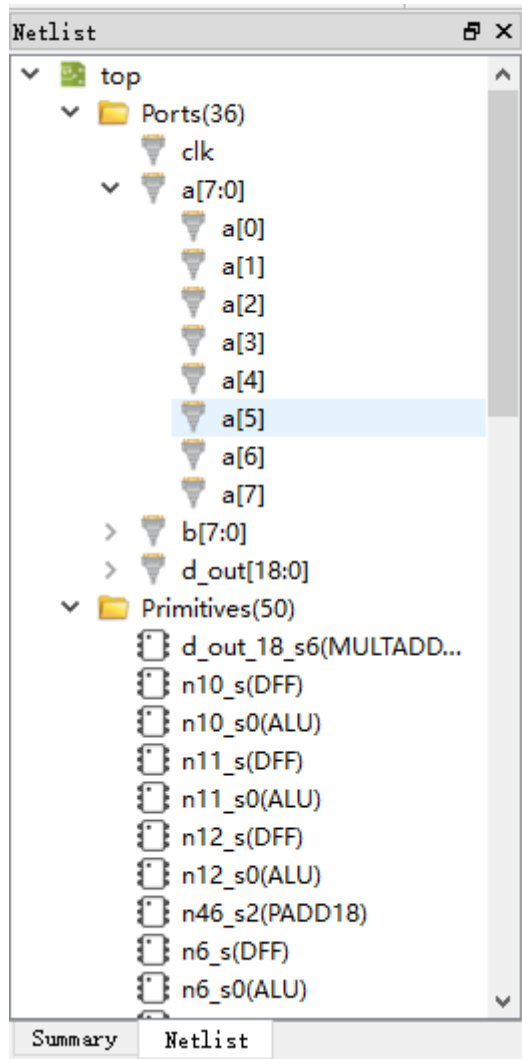 Netlist
top
Ports(36)
clk
a[7:0]
a[0]
a[1]
a[2]
a[3]
a[4]
a[5]
a[6]
a[7]
b[7:0]
d_out[18:0]
Primitives(50)
d_out_18_s6(MULTADD...
n10_s(DFF)
n10_s0(ALU)
n11_s(DFF)
n11_s0(ALU)
n12_s(DFF)
n12_s0(ALU)
n46_s2(PADD18)
n6_s(DFF)
n6_s0(ALU)
Summary Netlist